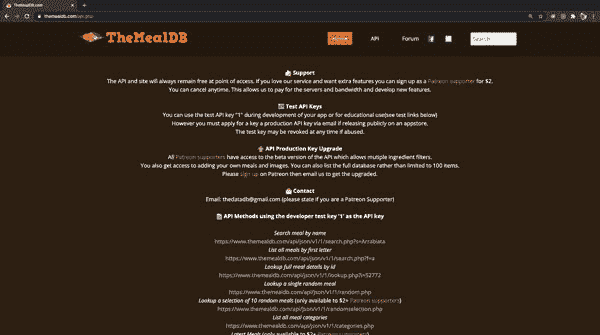 TheMealDB.com
themealdb.com/api.php
TheMealDB
API
Forum
Search
Support
The API and site will always remain free at point of access. If you love our service and want extra features you can sign up as a Patreon supporter for $2.
You can cancel anytime. This allows us to pay for the servers and bandwidth and develop new features.
Test API Keys
You can use the test API key "1" during development of your app or for educational use(see test links below)
However you must apply for a key a production API key via email if releasing publicly on an appstore,
The test key may be revoked at any time if abused.
API Production Key Upgrade
All Patreon supporters have access to the beta version of the API which allows mutiple ingredient filters.
You also get access to adding your own meals and images. You can also list the full database rather than limited to 100 items.
Please sign up on Patreon then email us to get the upgraded.
Contact
Email: thedatadb@gmail.com (please state if you are a Patreon Supporter)
API Methods using the developer test key '1' as the API key
Search meal by name
https://www.themealdb.com/api/json/v1/1/search.php?s=Arrabiata
List all meals by first letter
https://www.themealdb.com/api/json/v1/1/search.php?f=a
Lookup full meal details by id
https://www.themealdb.com/api/json/v1/1/lookup.php?i=52772
Lookup a single random meal
https://www.themealdb.com/api/json/v1/1/random.php
Lookup a selection of 10 random meals (only available to $2+ Patreon supporters)
https://www.themealdb.com/api/json/v1/1/randomselection.php
List all meal categories
https://www.themealdb.com/api/json/v1/1/categories.php
Latest Meals (only available to $2+ Patreon supporters)